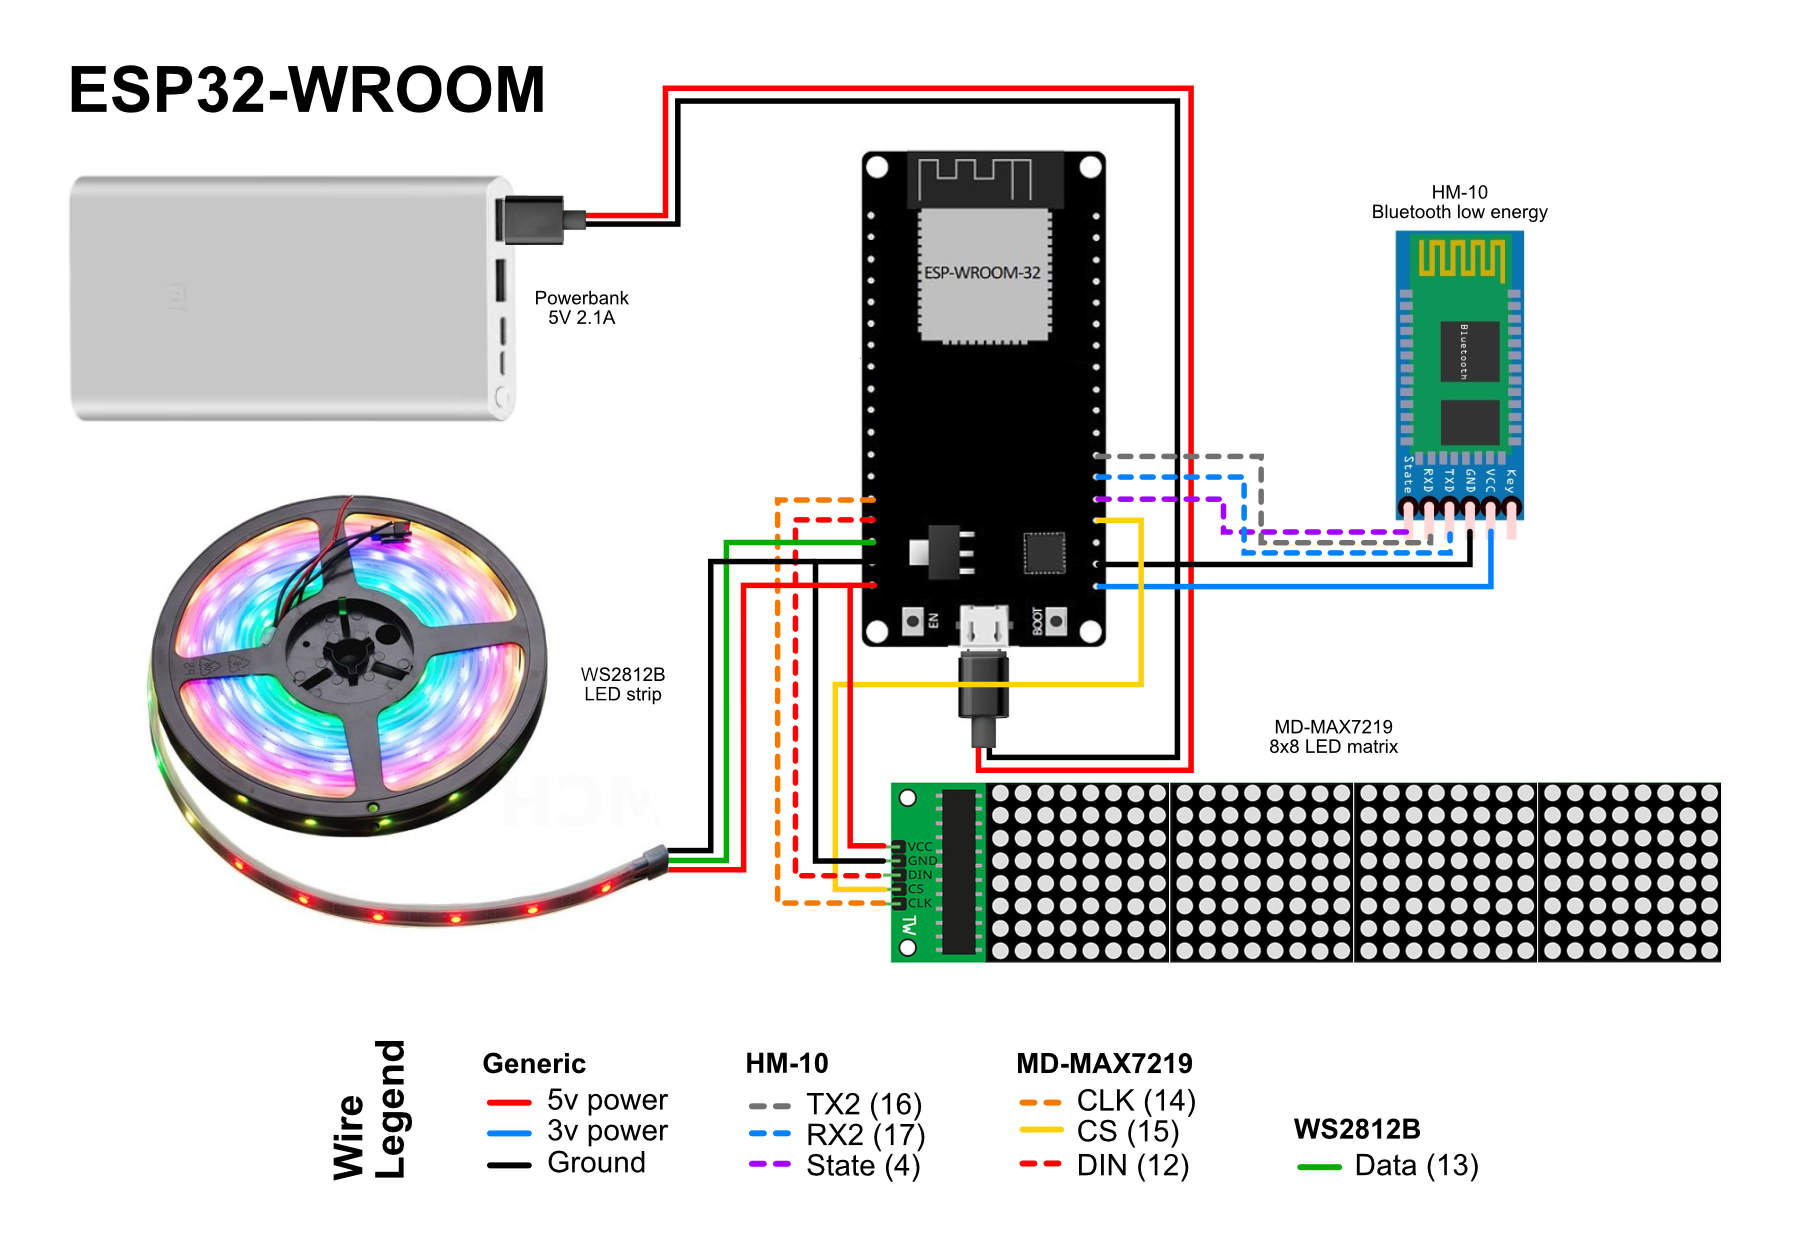 ESP32-WROOM
HM-10
Bluetooth low energy
ESP-WROOM-32
Powerbank
5V 2.1A
Bluetooth
State
RXD
TXD
GND
VCC
Key
EN
BOOT
WS2812B
LED strip
MD-MAX7219
8x8 LED matrix
VCC
GND
DIN
CS
CLK
TW
Wire
Legend
Generic
5v power
3v power
Ground
HM-10
TX2 (16)
RX2 (17)
State (4)
MD-MAX7219
CLK (14)
CS (15)
DIN (12)
WS2812B
Data (13)